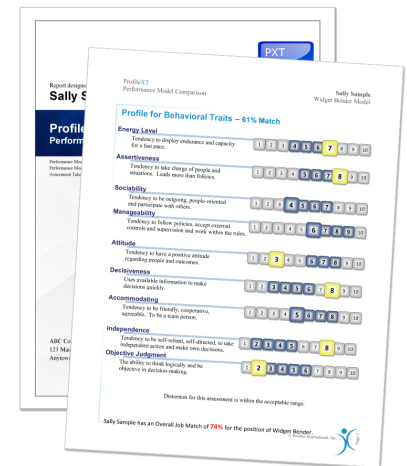 PXT
Report designe
Sally S
Profile
Perform
Performance Mo
Performance Mo
Assessment Take
ABC Co
123 Mai
Anytow
ProfileXT
Performance Model Comparison
Sally Sample
Widget Bender Model
Profile for Behavioral Traits – 61% Match
Energy Level
Tendency to display endurance and capacity
for a fast pace.
1 2 3 4 5 6 7 8 9 10
Assertiveness
Tendency to take charge of people and
situations. Leads more than follows.
1 2 3 4 5 6 7 8 9 10
Sociability
Tendency to be outgoing, people-oriented
and participate with others.
1 2 3 4 5 6 7 8 9 10
Manageability
Tendency to follow policies, accept external
controls and supervision and work within the rules.
1 2 3 4 5 6 7 8 9 10
Attitude
Tendency to have a positive attitude
regarding people and outcomes.
1 2 3 4 5 6 7 8 9 10
Decisiveness
Uses available information to make
decisions quickly.
1 2 3 4 5 6 7 8 9 10
Accommodating
Tendency to be friendly, cooperative,
agreeable. To be a team person.
1 2 3 4 5 6 7 8 9 10
Independence
Tendency to be self-reliant, self-directed, to take
independent action and make own decisions.
1 2 3 4 5 6 7 8 9 10
Objective Judgment
The ability to think logically and be
objective in decision-making.
1 2 3 4 5 6 7 8 9 10
Distortion for this assessment is within the acceptable range.
Sally Sample has an Overall Job Match of 74% for the position of Widget Bender.
© Profiles International, Inc.